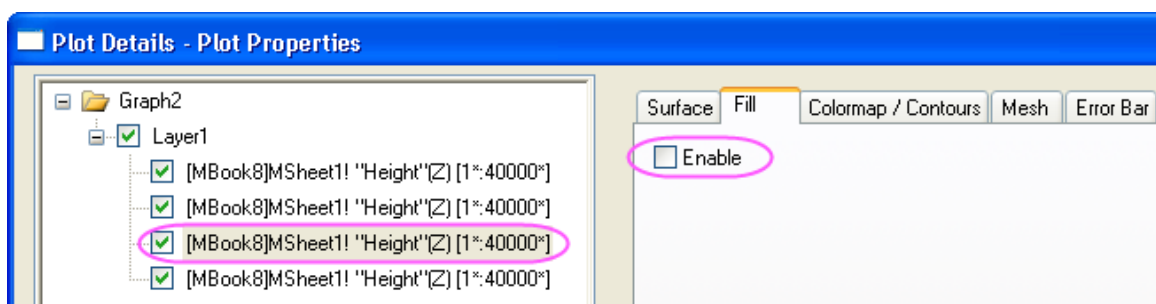 Plot Details - Plot Properties
Graph2
Layer1
[MBook8]MSheet1! "Height"(Z) [1*:40000*]
[MBook8]MSheet1! "Height"(Z) [1*:40000*]
[MBook8]MSheet1! "Height"(Z) [1*:40000*]
[MBook8]MSheet1! "Height"(Z) [1*:40000*]
Surface Fill Colormap / Contours Mesh Error Bar
Enable